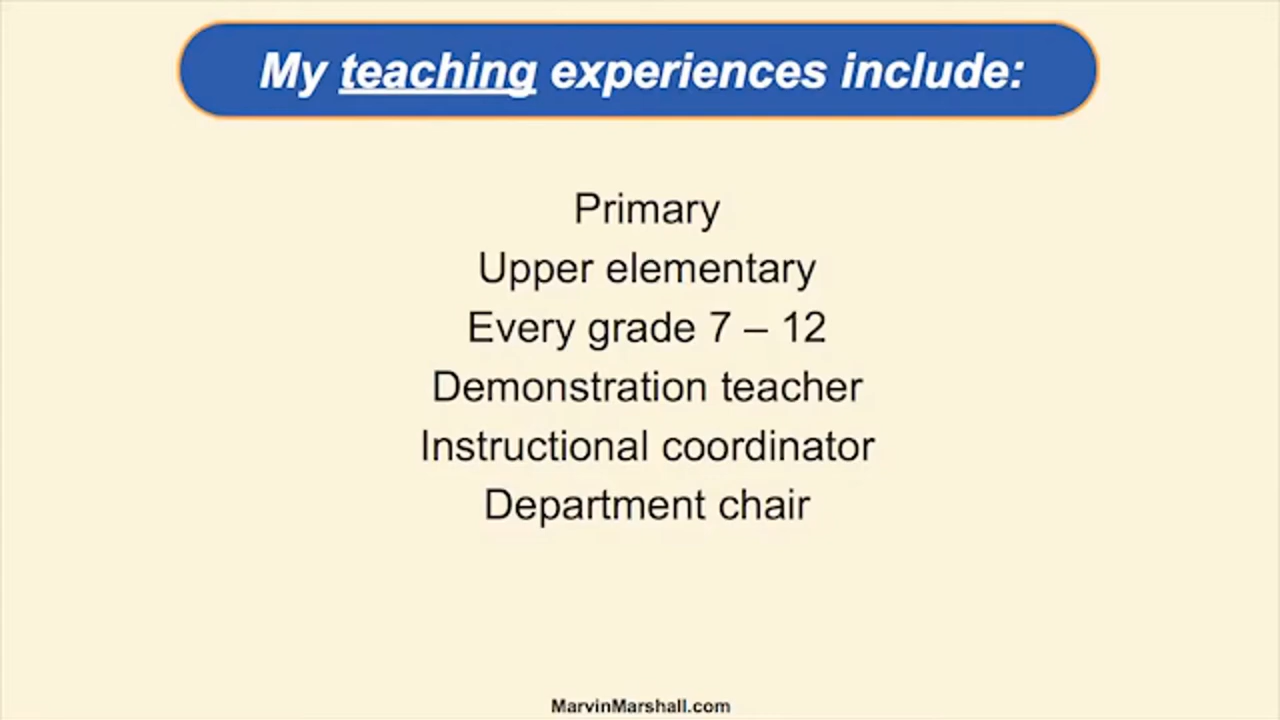 My teaching experiences include:
Primary
Upper elementary
Every grade 7 – 12
Demonstration teacher
Instructional coordinator
Department chair
MarvinMarshall.com